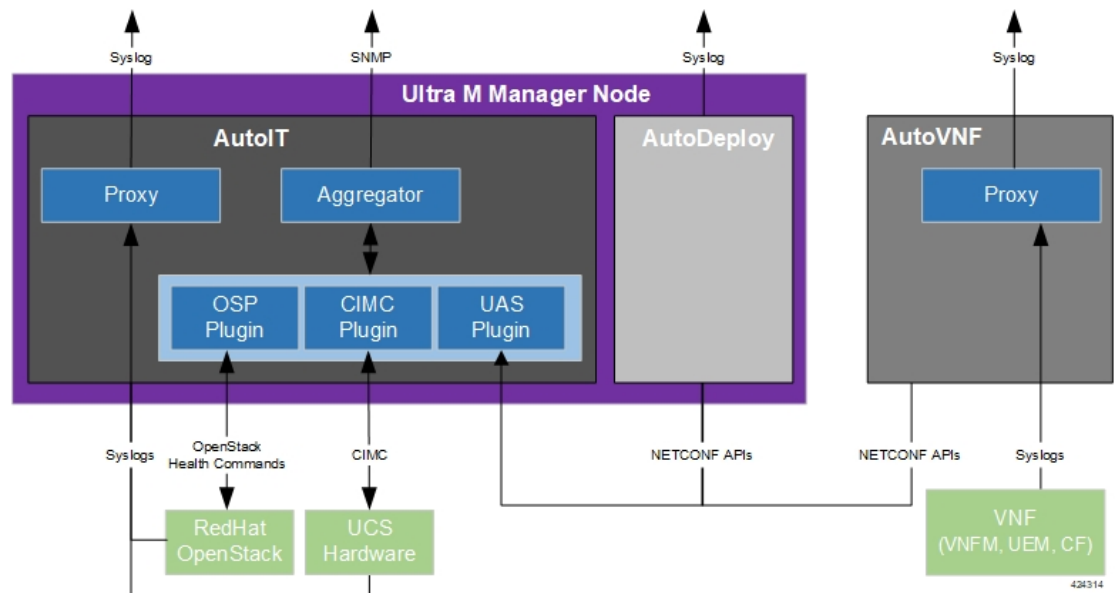 Syslog
SNMP
Syslog
Syslog
Ultra M Manager Node
AutoIT
AutoDeploy
AutoVNF
Proxy
Aggregator
Proxy
OSP
Plugin
CIMC
Plugin
UAS
Plugin
Syslogs
OpenStack
Health Commands
CIMC
NETCONF APIs
NETCONF APIs
Syslogs
RedHat
OpenStack
UCS
Hardware
VNF
(VNFM, UEM, CF)
424314